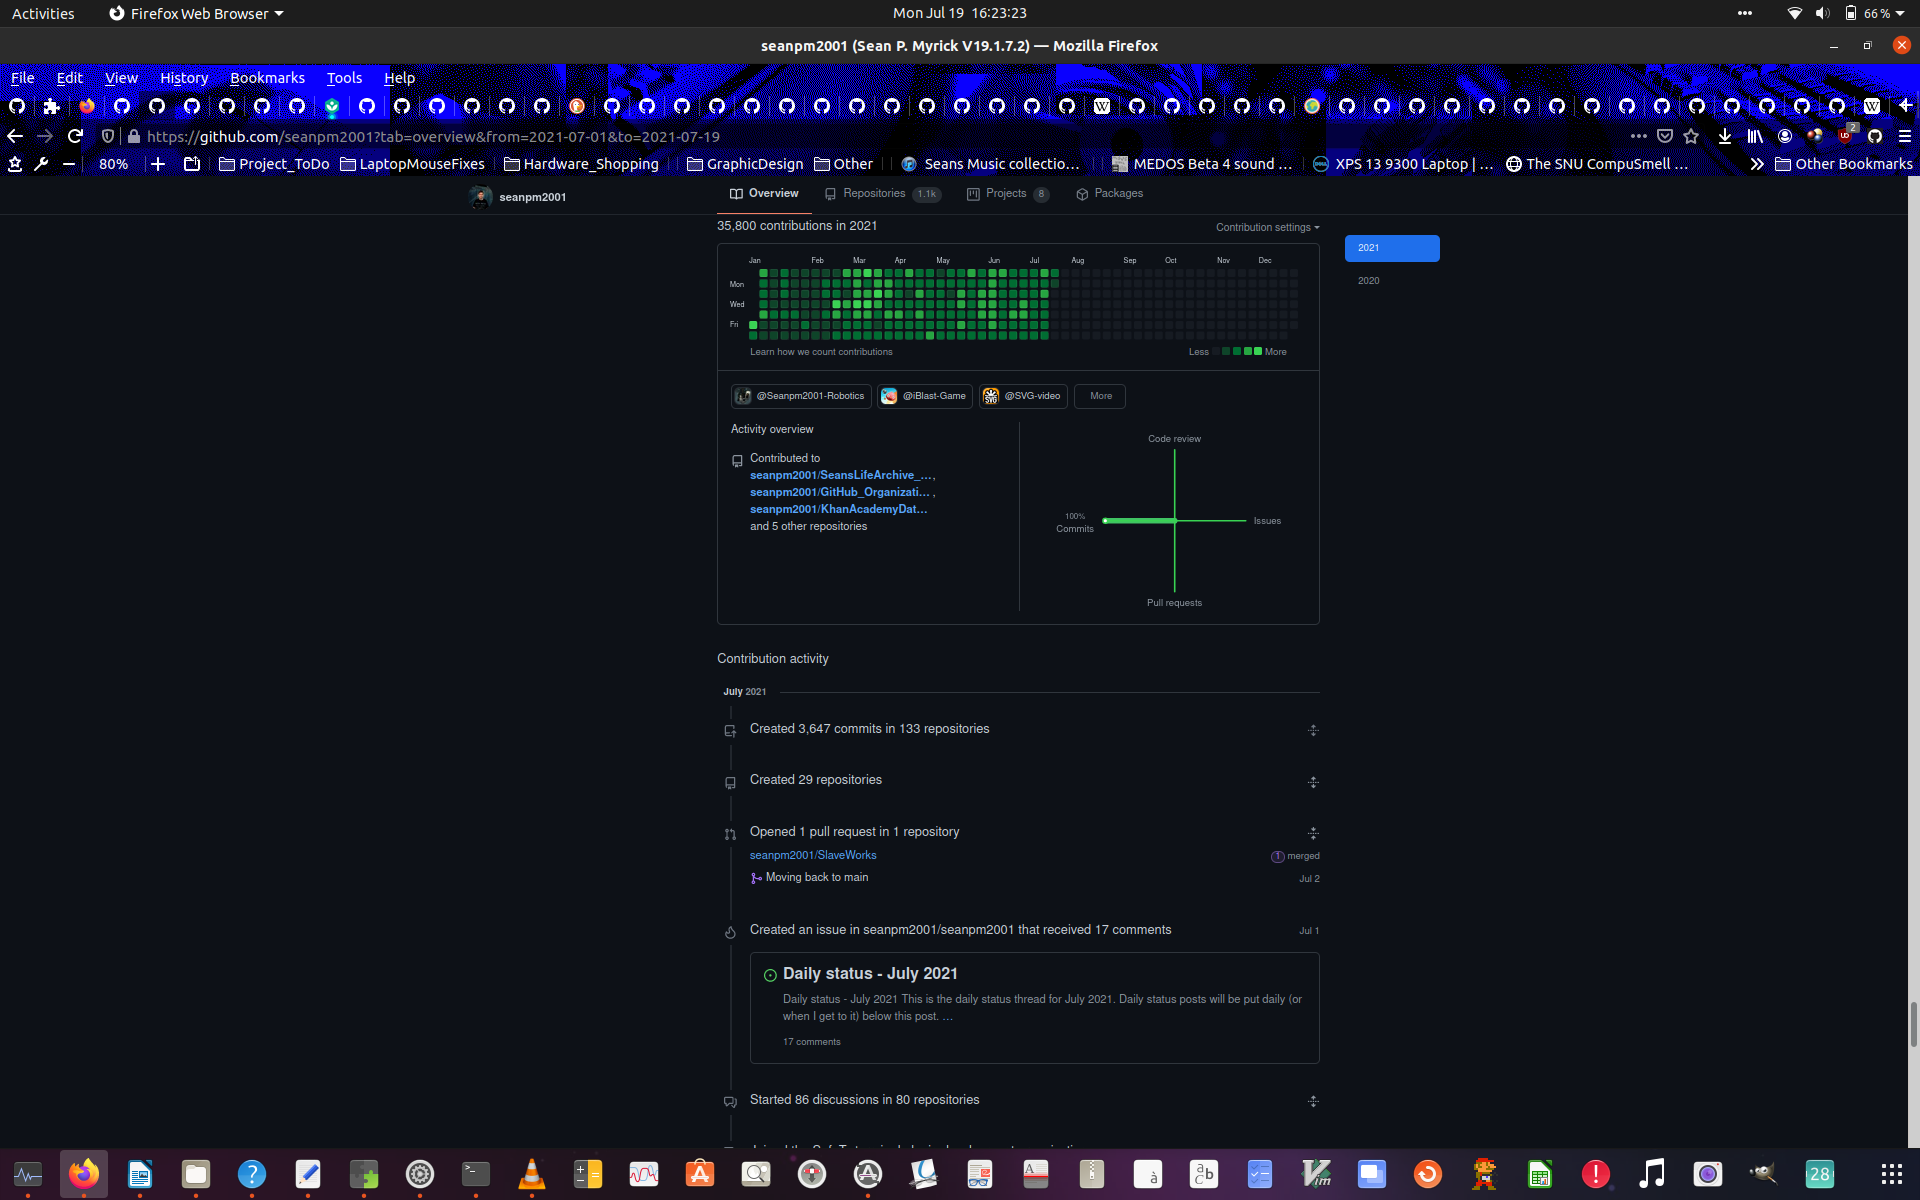 Activities
Firefox Web Browser
Mon Jul 19 16:23:23
66 %
seanpm2001 (Sean P. Myrick V19.1.7.2) — Mozilla Firefox
File Edit View History Bookmarks Tools Help
https://github.com/seanpm2001?tab=overview&from=2021-07-01&to=2021-07-19
2
80%
Project_ToDo
LaptopMouseFixes
Hardware_Shopping
GraphicDesign
Other
Seans Music collectio…
MEDOS Beta 4 sound …
XPS 13 9300 Laptop | …
The SNU CompuSmell …
Other Bookmarks
seanpm2001
Overview
Repositories 1.1k
Projects 8
Packages
35,800 contributions in 2021
Contribution settings
2021
2020
Jan Feb Mar Apr May Jun Jul Aug Sep Oct Nov Dec
Mon
Wed
Fri
Learn how we count contributions
Less
More
@Seanpm2001-Robotics
@iBlast-Game
@SVG-video
More
Activity overview
Contributed to
seanpm2001/SeansLifeArchive_…,
seanpm2001/GitHub_Organizati… ,
seanpm2001/KhanAcademyDat…
and 5 other repositories
Code review
100%
Commits
Issues
Pull requests
Contribution activity
July 2021
Created 3,647 commits in 133 repositories
Created 29 repositories
Opened 1 pull request in 1 repository
seanpm2001/SlaveWorks
1 merged
Moving back to main
Jul 2
Created an issue in seanpm2001/seanpm2001 that received 17 comments
Jul 1
Daily status - July 2021
Daily status - July 2021 This is the daily status thread for July 2021. Daily status posts will be put daily (or
when I get to it) below this post. …
17 comments
Started 86 discussions in 80 repositories
28